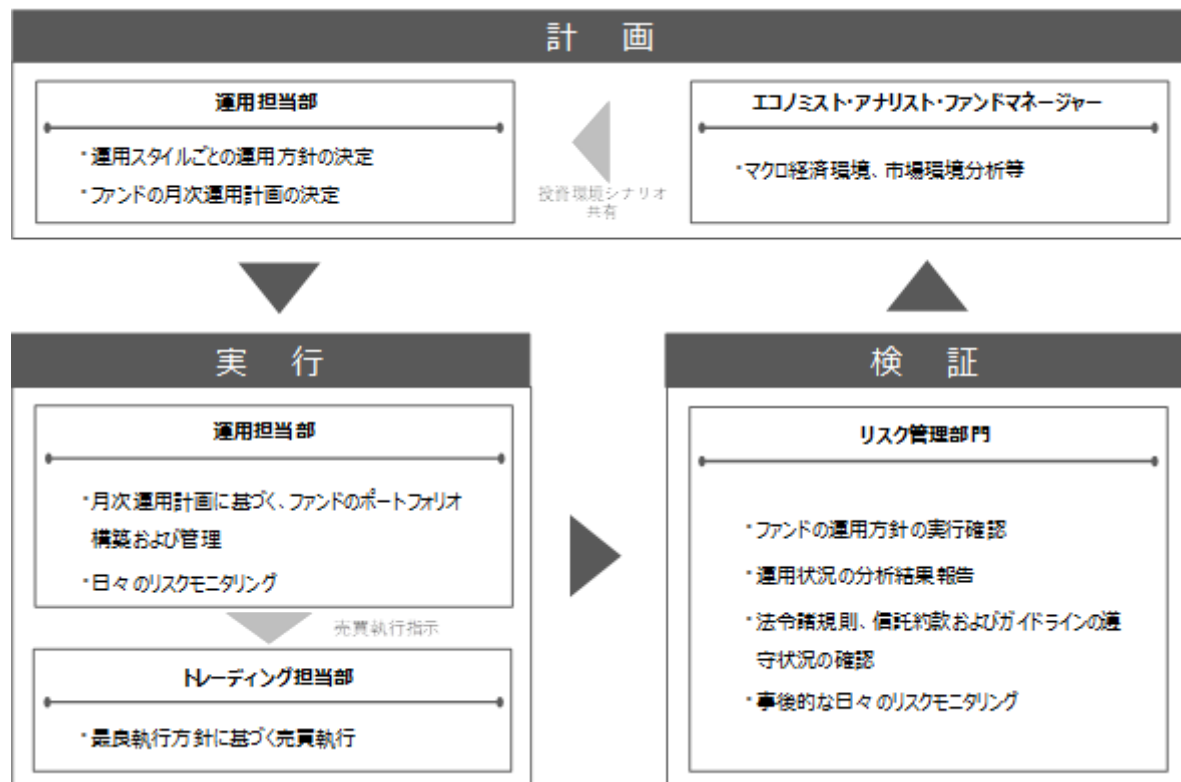 計 画
運用担当部
・運用スタイルごとの運用方針の決定
・ファンドの月次運用計画の決定
投資環境シナリオ
共有
エコノミスト・アナリスト・ファンドマネージャー
・マクロ経済環境、市場環境分析等
実 行
運用担当部
・月次運用計画に基づく、ファンドのポートフォリオ
構築および管理
・日々のリスクモニタリング
売買執行指示
トレーディング担当部
・最良執行方針に基づく売買執行
検 証
リスク管理部門
・ファンドの運用方針の実行確認
・運用状況の分析結果報告
・法令諸規則、信託約款およびガイドラインの遵
守状況の確認
・事後的な日々のリスクモニタリング